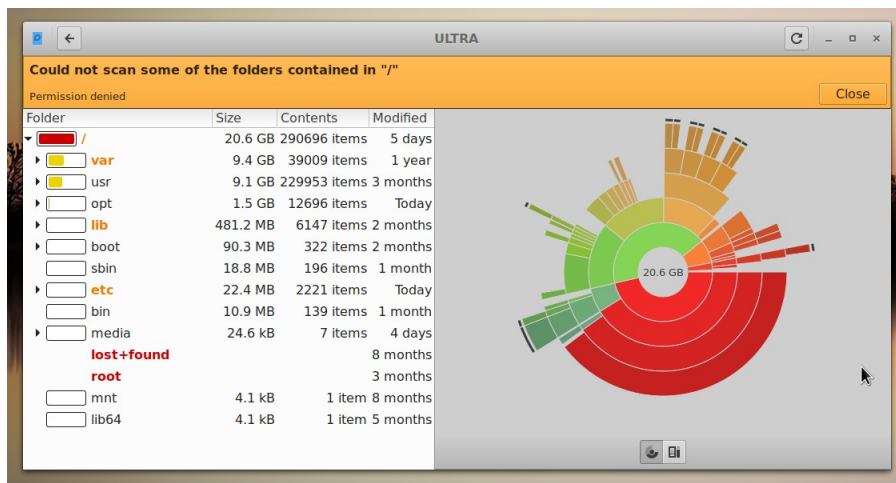 ULTRA
Could not scan some of the folders contained in "/"
Permission denied
Close
Folder Size Contents Modified
/ 20.6 GB 290696 items 5 days
var 9.4 GB 39009 items 1 year
usr 9.1 GB 229953 items 3 months
opt 1.5 GB 12696 items Today
lib 481.2 MB 6147 items 2 months
boot 90.3 MB 322 items 2 months
sbin 18.8 MB 196 items 1 month
etc 22.4 MB 2221 items Today
bin 10.9 MB 139 items 1 month
media 24.6 kB 7 items 4 days
lost+found 8 months
root 3 months
mnt 4.1 kB 1 item 8 months
lib64 4.1 kB 1 item 5 months
20.6 GB